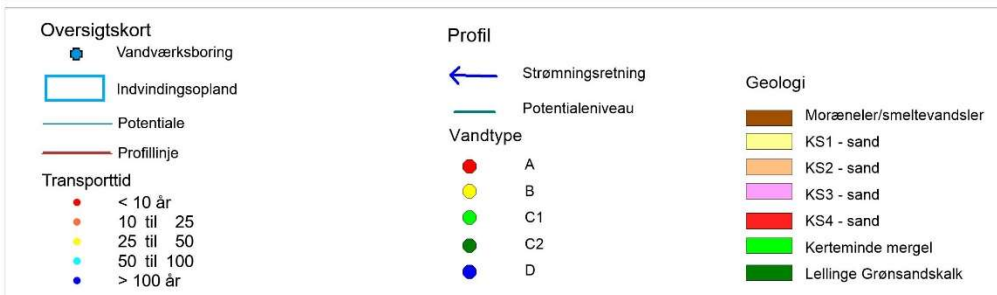 Oversigtskort
Vandværksboring
Indvindingsopland
Potentiale
Profillinje
Transporttid
< 10 år
10 til 25
25 til 50
50 til 100
> 100 år
Profil
Strømningsretning
Potentialeniveau
Vandtype
A
B
C1
C2
D
Geologi
Moræneler/smeltevandsler
KS1 - sand
KS2 - sand
KS3 - sand
KS4 - sand
Kerteminde mergel
Lellinge Grønsandskalk